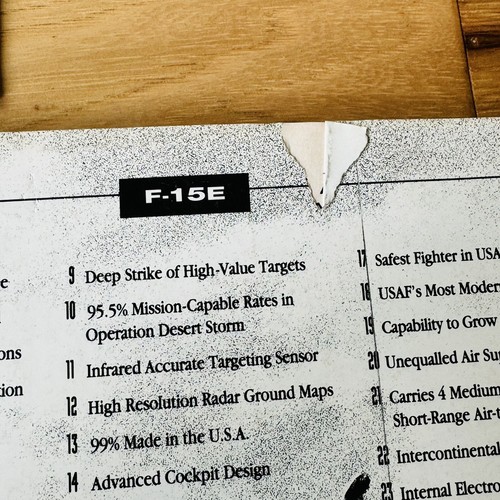 F-15E
ons
tion
9 Deep Strike of High-Value Targets
10 95.5% Mission-Capable Rates in
Operation Desert Storm
11 Infrared Accurate Targeting Sensor
12 High Resolution Radar Ground Maps
13 99% Made in the U.S.A.
14 Advanced Cockpit Design
17 Safest Fighter in USA
18 USAF's Most Moder
19 Capability to Grow
20 Unequalled Air Su
21 Carries 4 Medium
Short-Range Air-t
22 Intercontinental
23 Internal Electro